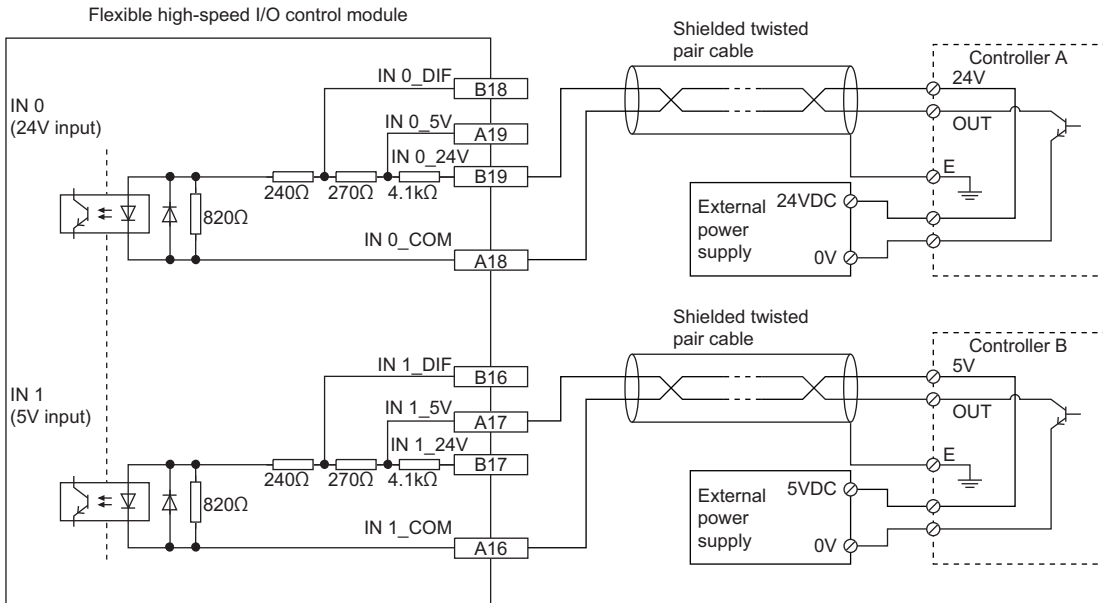 Flexible high-speed I/O control module
Shielded twisted
pair cable
Controller A
IN 0_DIF
B18
24V
IN 0
(24V input)
IN 0_5V
A19
OUT
IN 0_24V
B19
E
240Ω
270Ω
4.1kΩ
820Ω
External
power
supply
24VDC
0V
IN 0_COM
A18
Shielded twisted
pair cable
Controller B
IN 1_DIF
B16
5V
IN 1
(5V input)
IN 1_5V
A17
OUT
IN 1_24V
B17
E
240Ω
270Ω
4.1kΩ
820Ω
External
power
supply
5VDC
0V
IN 1_COM
A16